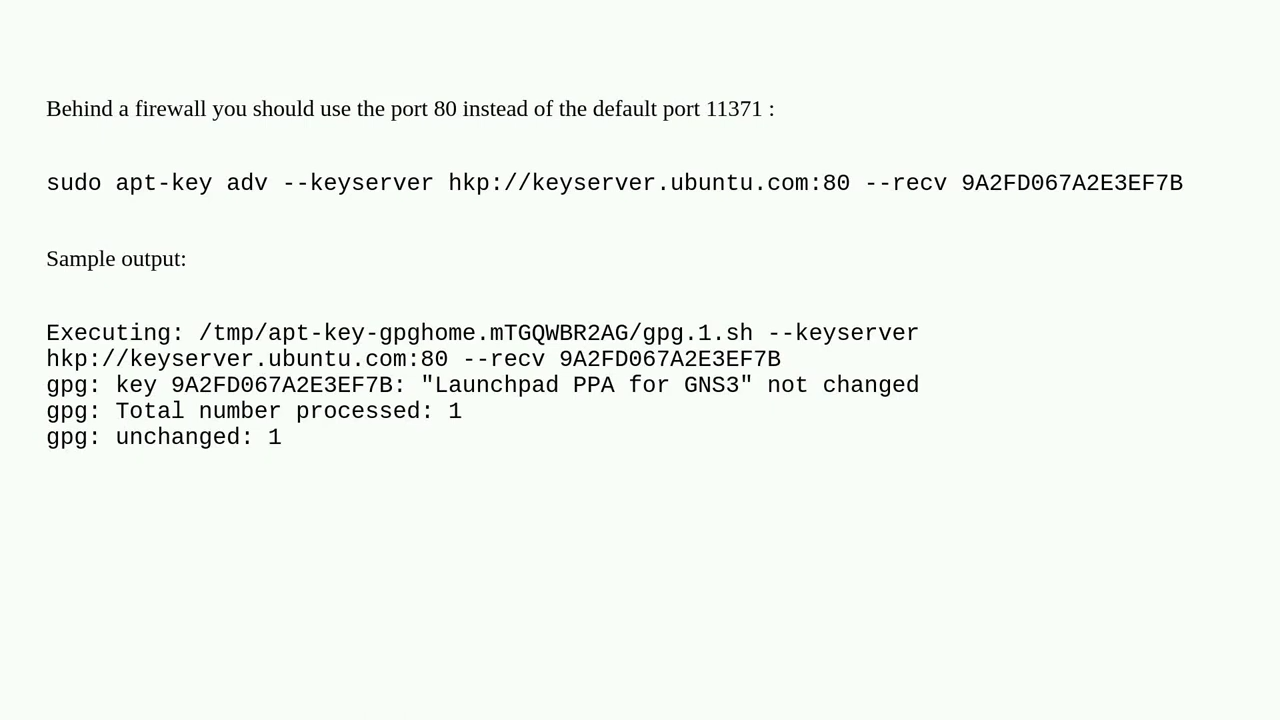 Behind a firewall you should use the port 80 instead of the default port 11371 :
sudo apt-key adv --keyserver hkp://keyserver.ubuntu.com:80 --recv 9A2FD067A2E3EF7B
Sample output:
Executing: /tmp/apt-key-gpghome.mTGQWBR2AG/gpg.1.sh --keyserver
hkp://keyserver.ubuntu.com:80 --recv 9A2FD067A2E3EF7B
gpg: key 9A2FD067A2E3EF7B: "Launchpad PPA for GNS3" not changed
gpg: Total number processed: 1
gpg: unchanged: 1